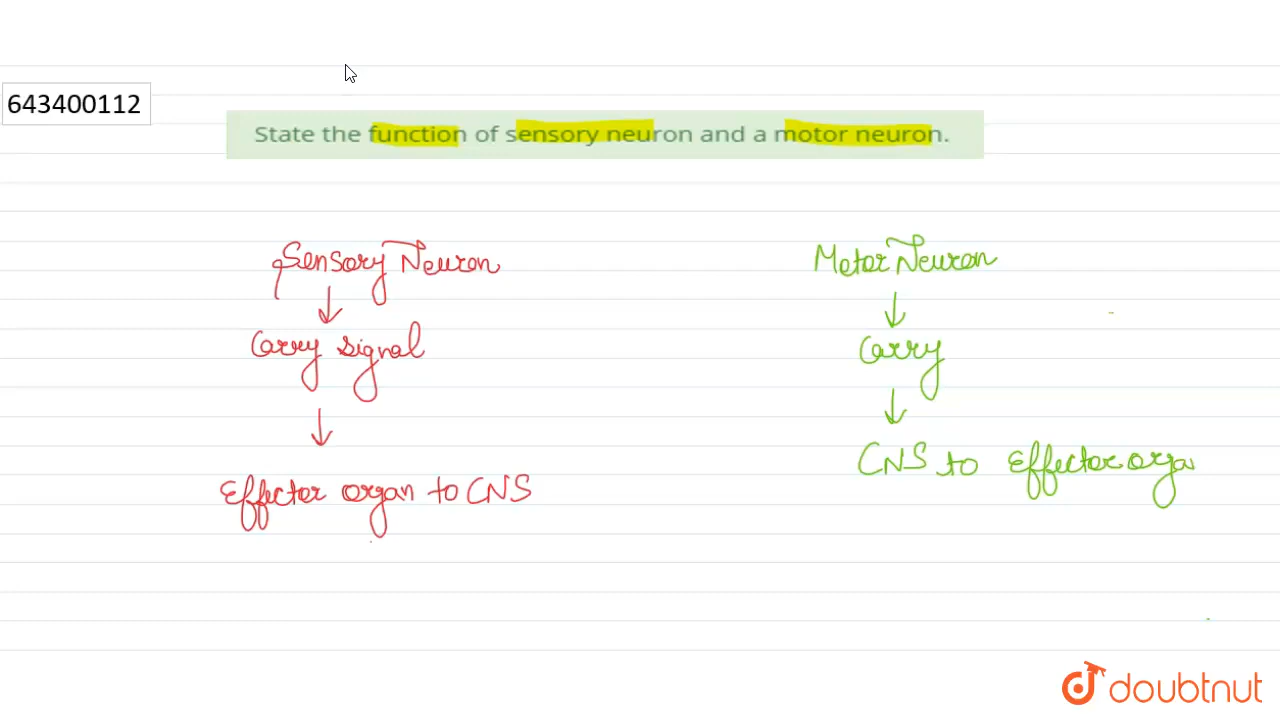 643400112
State the function of sensory neuron and a motor neuron.
Sensory Neuron
Motor Neuron
Carry signal
Carry
CNS to Effector orga
Effector organ to CNS
doubtnut